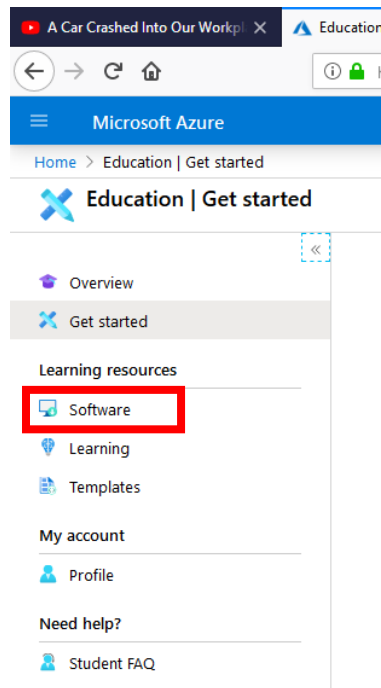 A Car Crashed Into Our Workpl
Education
Microsoft Azure
Home > Education | Get started
Education | Get started
«
Overview
Get started
Learning resources
Software
Learning
Templates
My account
Profile
Need help?
Student FAQ